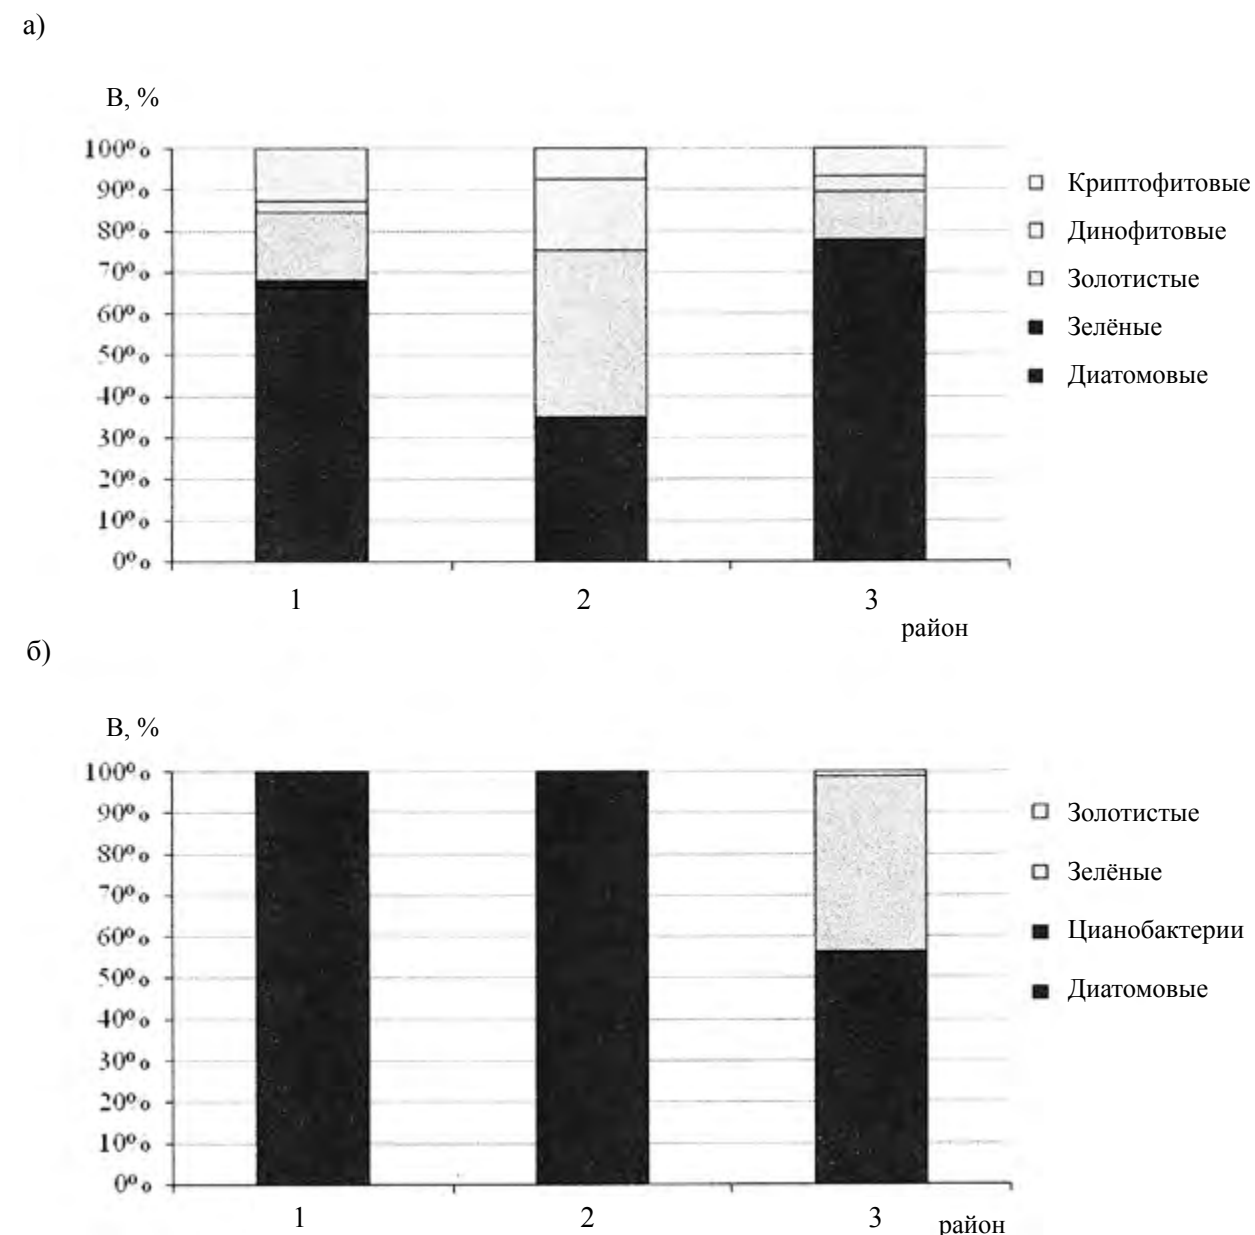 а)
В, %
100%
90%
80%
70%
60%
50%
40%
30%
20%
10%
0%
1 2 3
район
Криптофитовые
Динофитовые
Золотистые
Зелёные
Диатомовые
б)
В, %
100%
90%
80%
70%
60%
50%
40%
30%
20%
10%
0%
1 2 3 район
Золотистые
Зелёные
Цианобактерии
Диатомовые